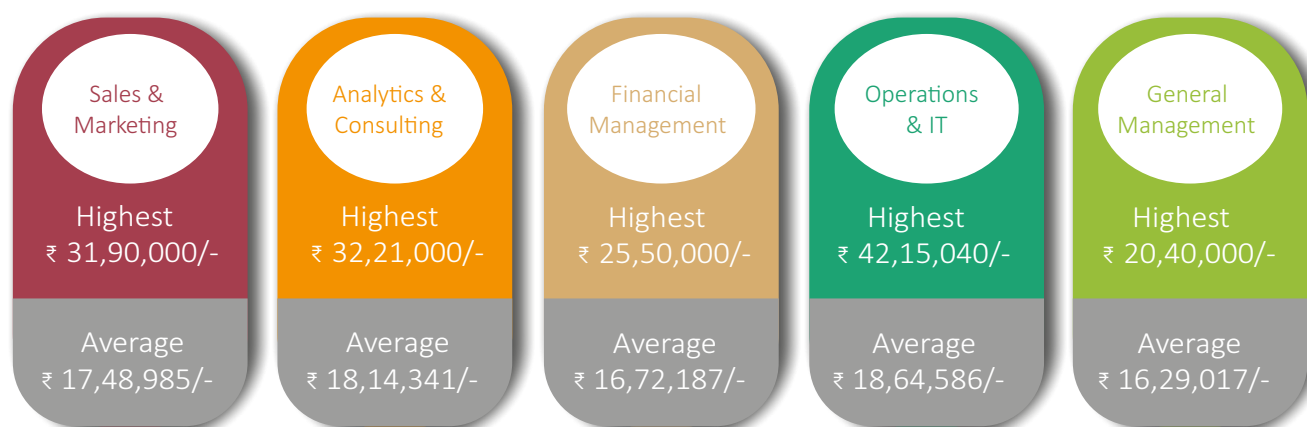 Sales &
Marketing
Highest
₹ 31,90,000/-
Average
₹ 17,48,985/-
Analytics &
Consulting
Highest
₹ 32,21,000/-
Average
₹ 18,14,341/-
Financial
Management
Highest
₹ 25,50,000/-
Average
₹ 16,72,187/-
Operations
& IT
Highest
₹ 42,15,040/-
Average
₹ 18,64,586/-
General
Management
Highest
₹ 20,40,000/-
Average
₹ 16,29,017/-